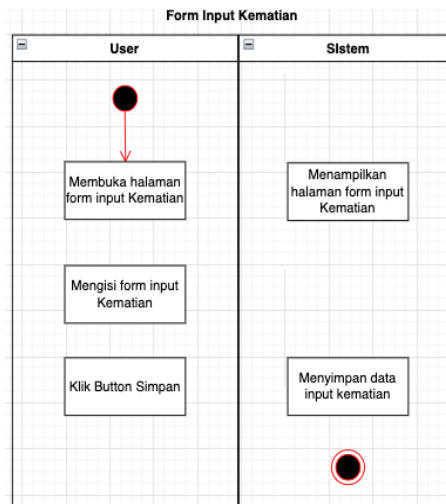 Form Input Kematian
User
SIstem
Membuka halaman
form input Kematian
Menampilkan
halaman form input
Kematian
Mengisi form input
Kematian
Klik Button Simpan
Menyimpan data
input kematian